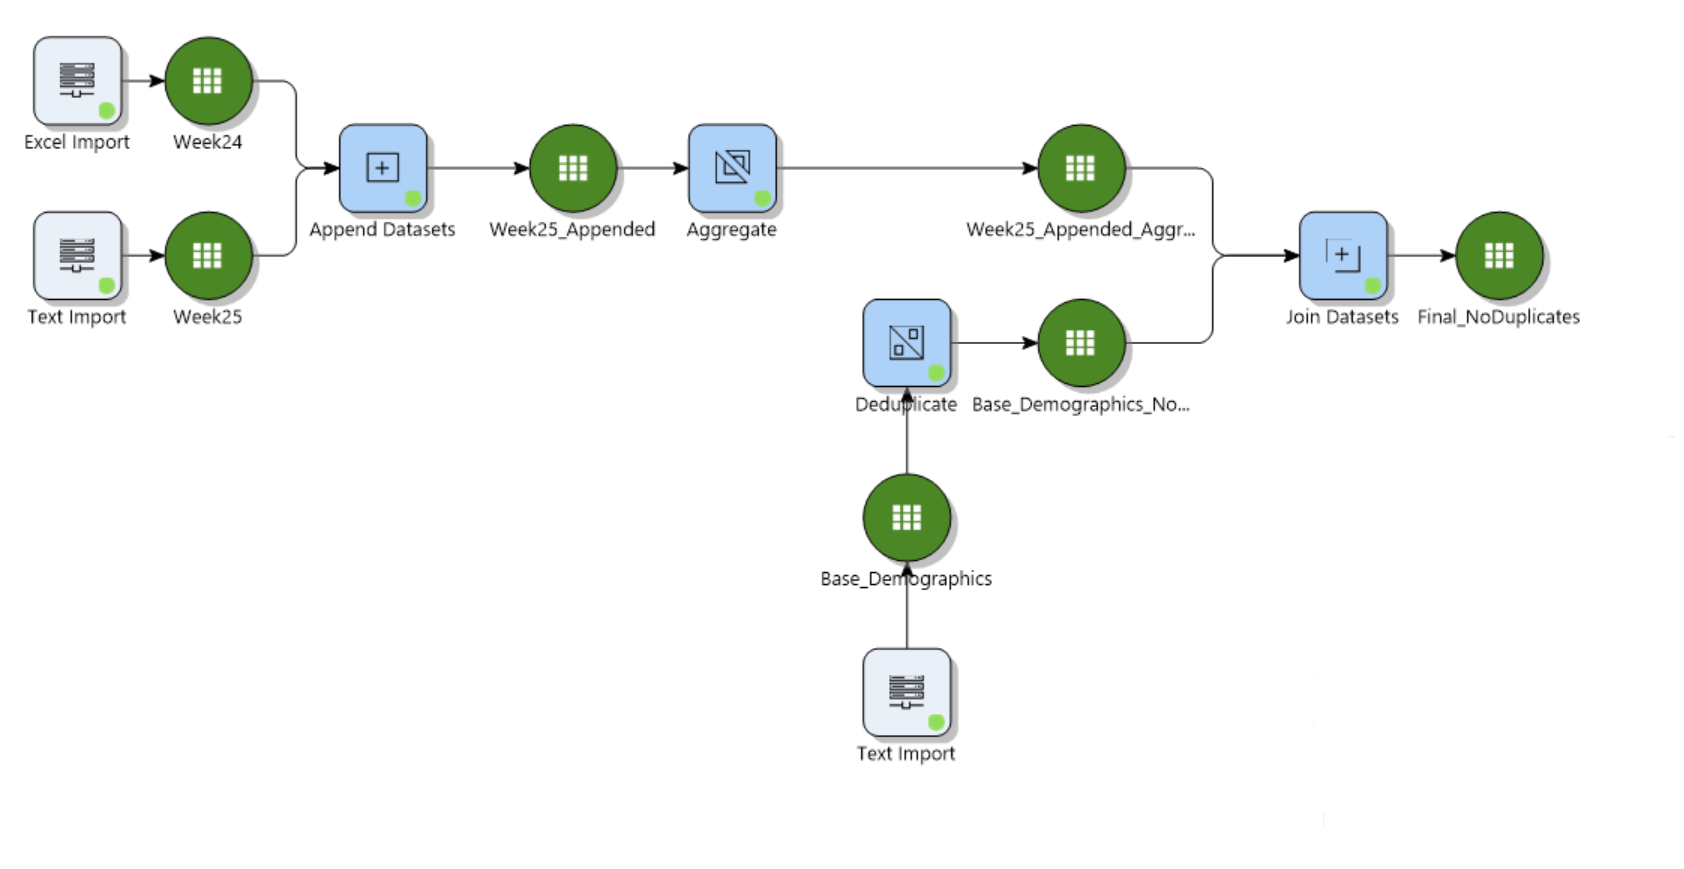 Excel Import
Week24
Append Datasets
Week25_Appended
Aggregate
Week25_Appended_Aggr...
Text Import
Week25
Join Datasets
Final_NoDuplicates
Deduplicate
Base_Demographics_No...
Base_Demographics
Text Import